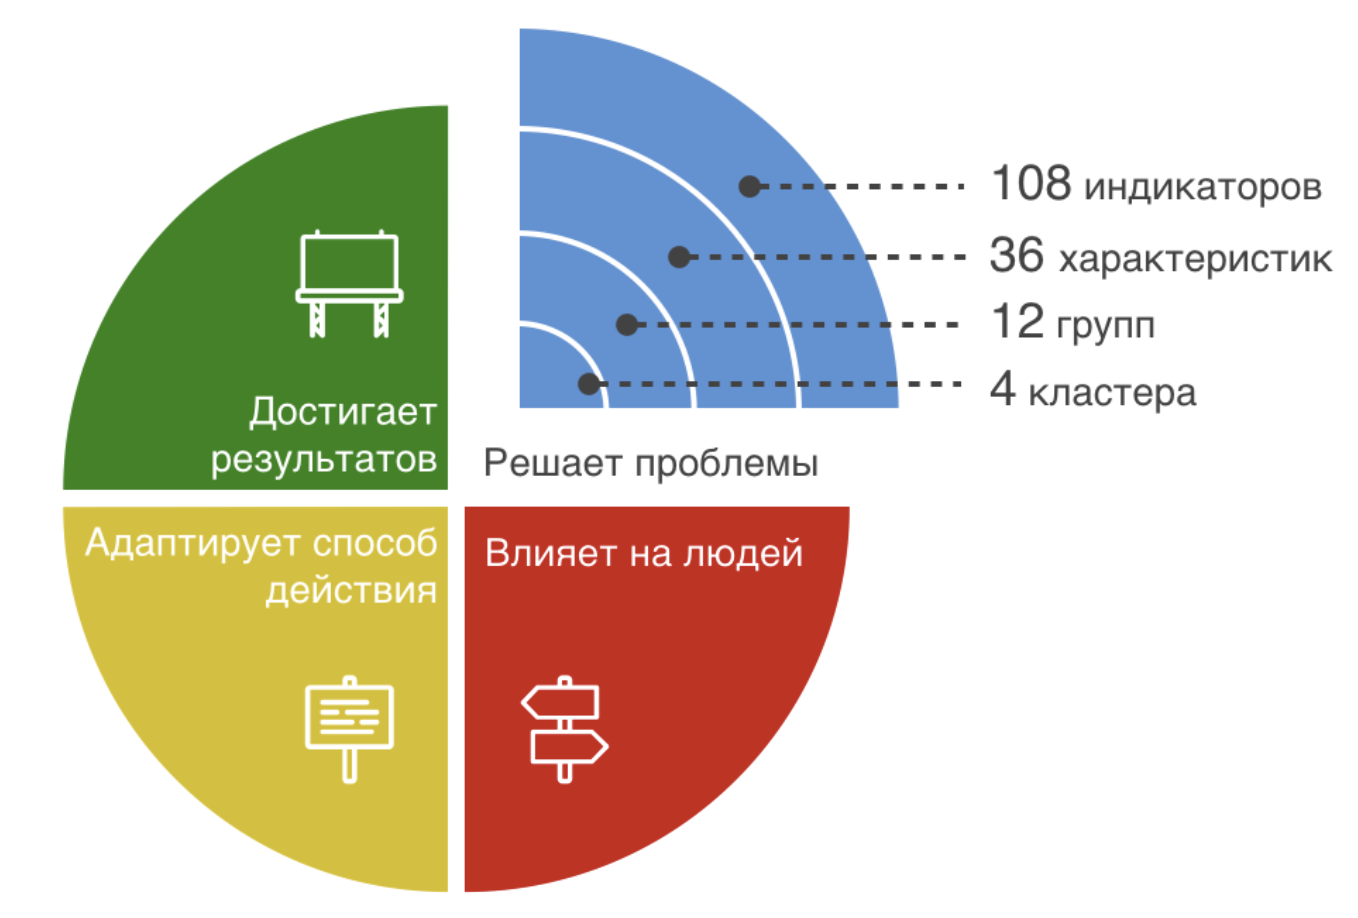 108 индикаторов
36 характеристик
12 групп
4 кластера
Достигает
результатов
Решает проблемы
Адаптирует способ
действия
Влияет на людей